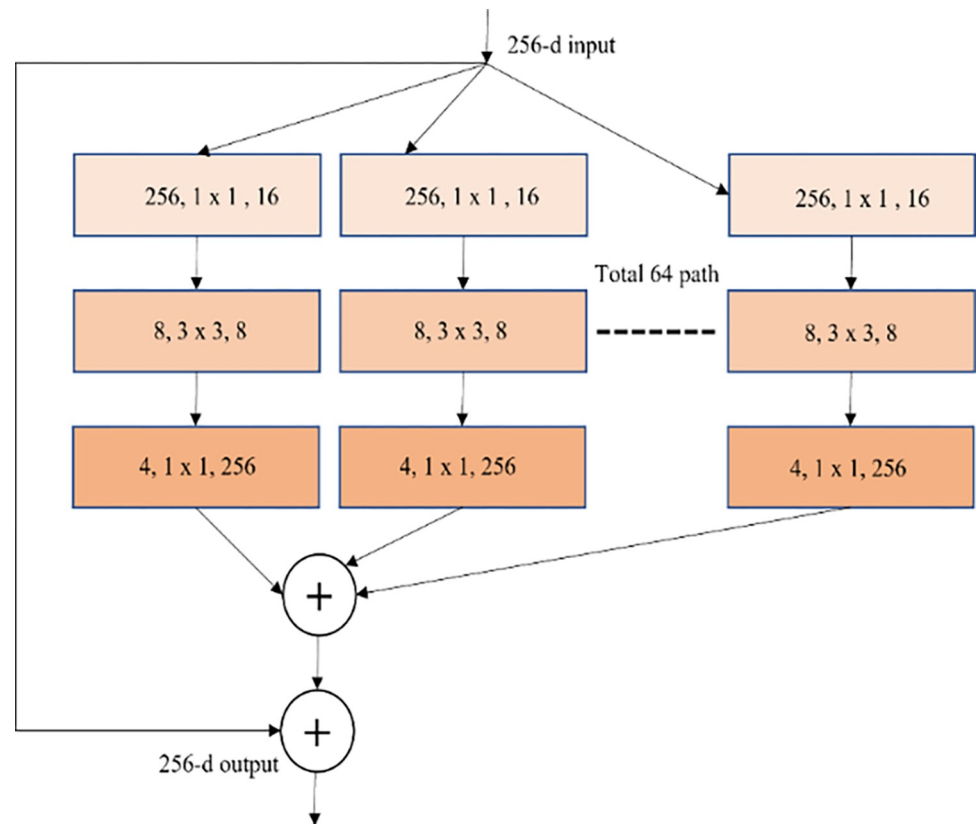 256-d input
256, 1 x 1 , 16
256, 1 x 1 , 16
256, 1 x 1 , 16
Total 64 path
8, 3 x 3, 8
8, 3 x 3, 8
8, 3 x 3, 8
4, 1 x 1, 256
4, 1 x 1, 256
4, 1 x 1, 256
+
+
256-d output